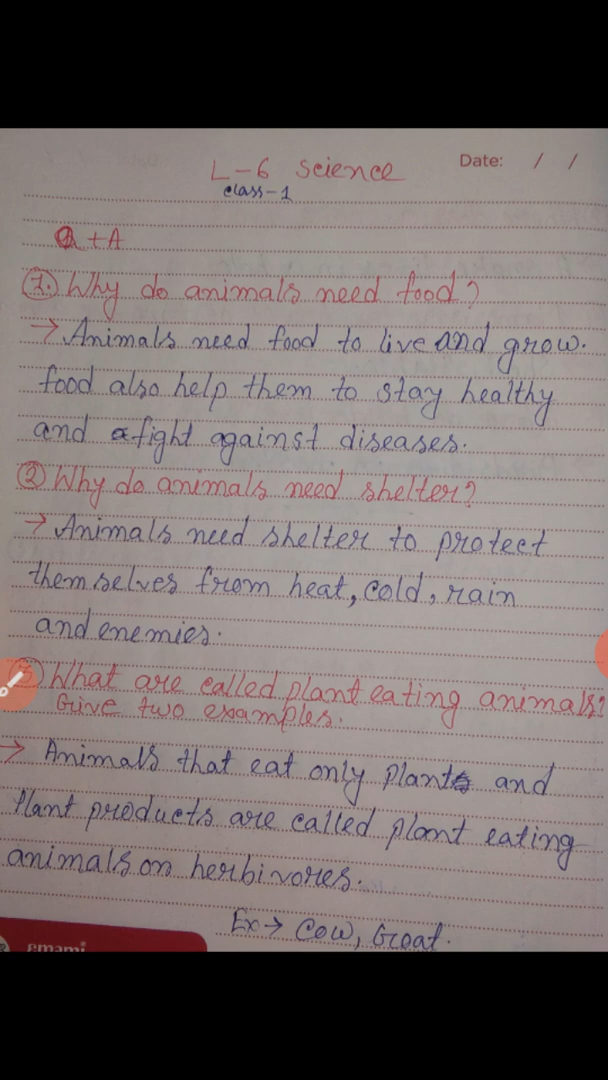 L-6 Science
Date: / /
class-1
Q+A
1. Why do animals need food?
→ Animals need food to live and grow.
food also help them to stay healthy
and fight against diseases.
2 Why do animals need shelter?
→ Animals need shelter to protect
themselves from heat, cold, rain
and enemies.
3 What are called plant eating animals?
Give two examples.
→ Animals that eat only plants and
plant products are called plant eating
animals or herbivores.
Ex → Cow, Goat.
emami